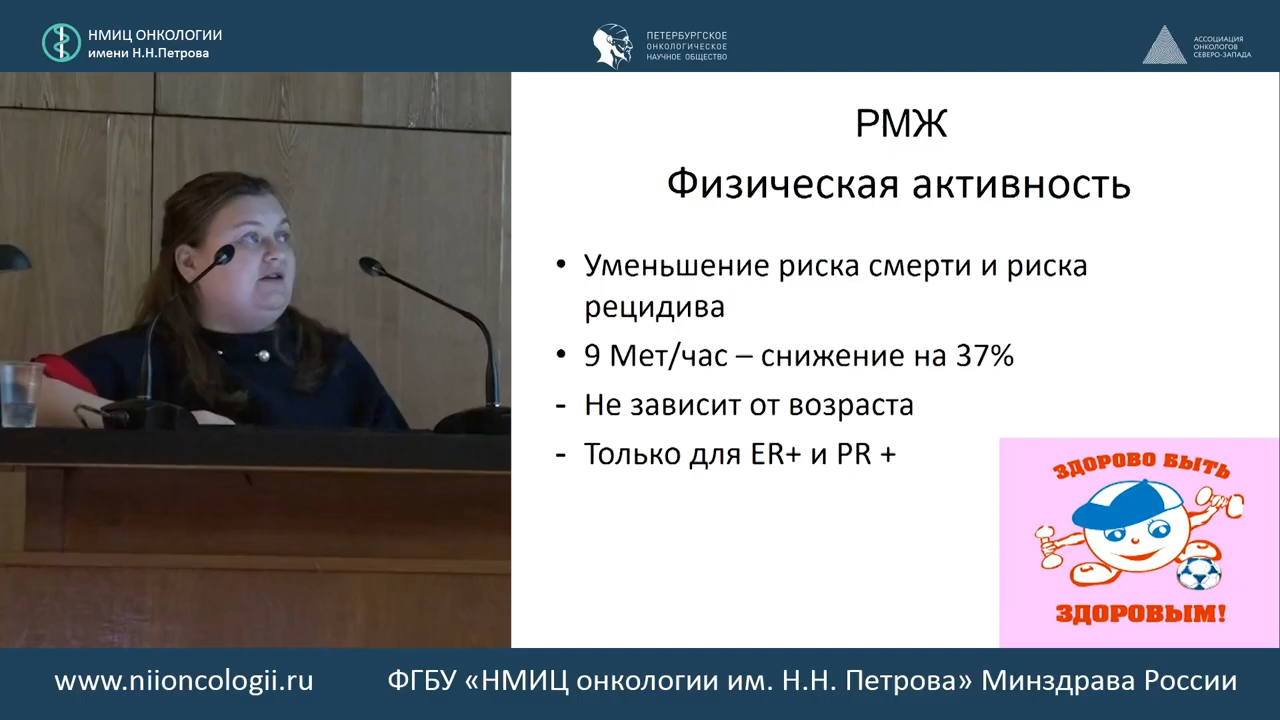 НМИЦ ОНКОЛОГИИ
имени Н.Н.Петрова
ПЕТЕРБУРГСКОЕ
ОНКОЛОГИЧЕСКОЕ
НАУЧНОЕ ОБЩЕСТВО
АССОЦИАЦИЯ
ОНКОЛОГОВ
СЕВЕРО-ЗАПАДА
РМЖ
Физическая активность
• Уменьшение риска смерти и риска
рецидива
• 9 Мет/час – снижение на 37%
- Не зависит от возраста
- Только для ER+ и PR +
ЗДОРОВО БЫТЬ
ЗДОРОВЫМ!
www.niioncologii.ru
ФГБУ «НМИЦ онкологии им. Н.Н. Петрова» Минздрава России